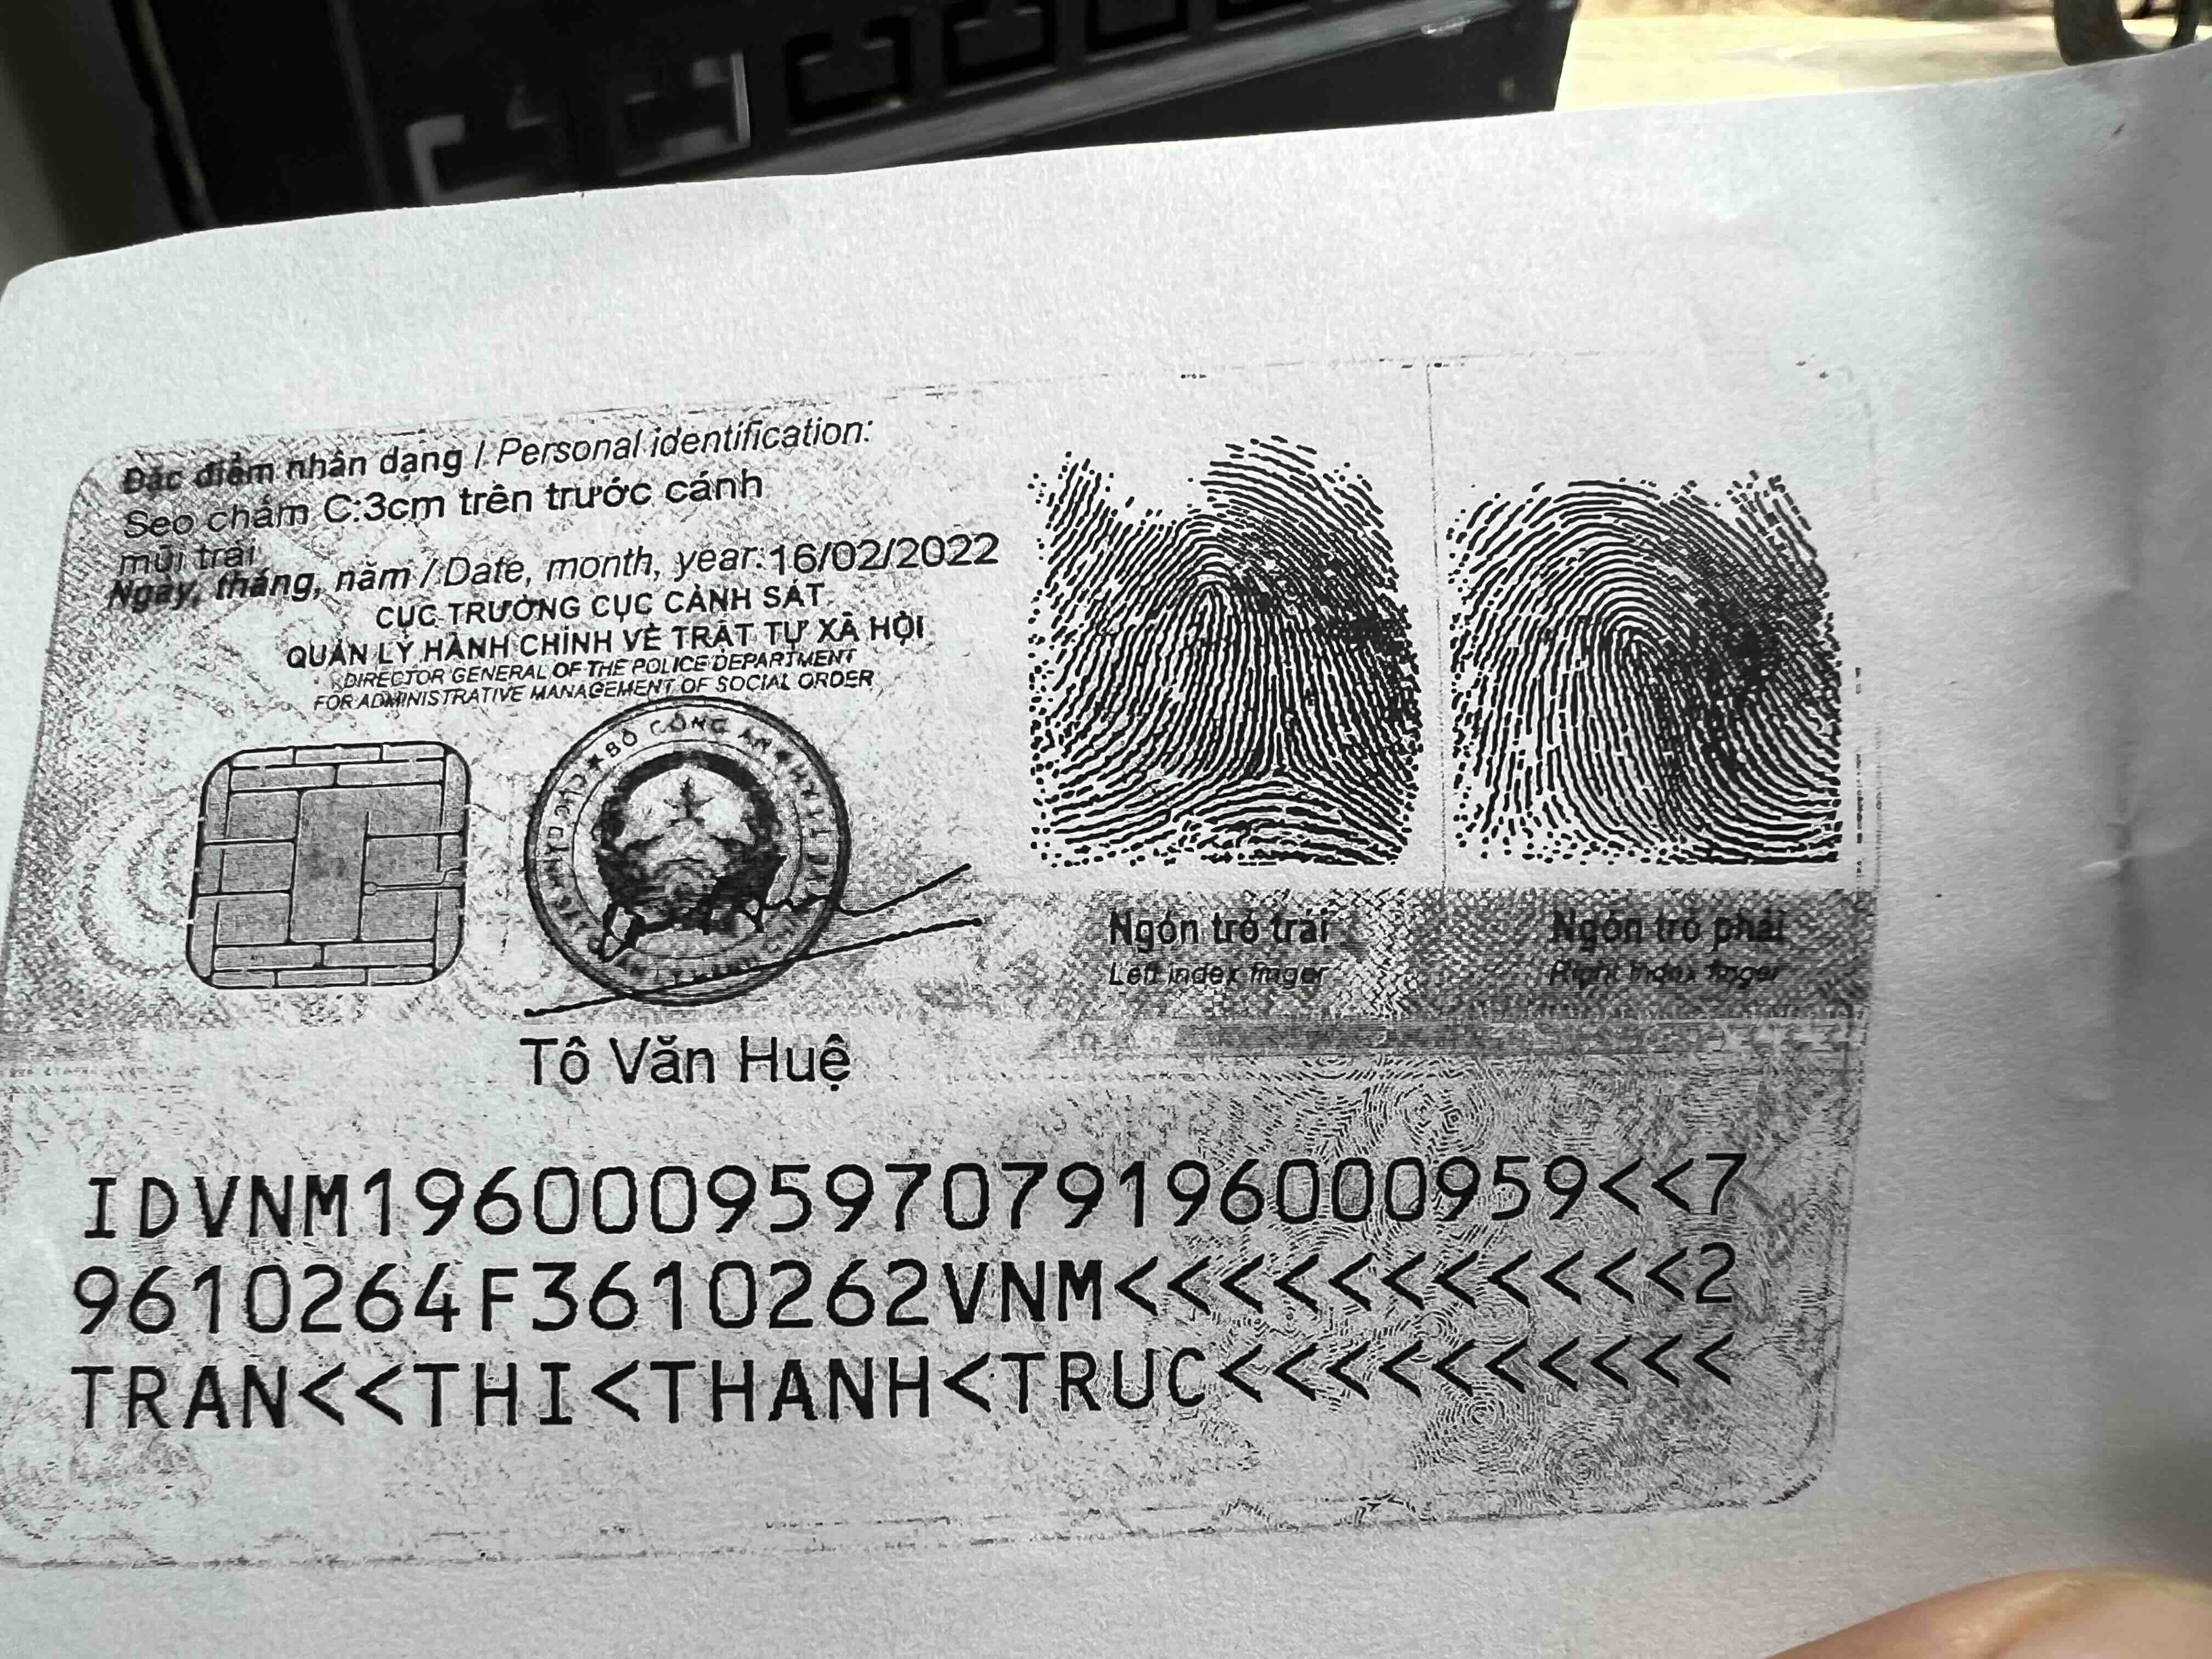 Đặc điểm nhân dạng / Personal identification:
Sẹo chấm C:3cm trên trước cánh
mũi trái
Ngày, tháng, năm / Date, month, year:16/02/2022
CỤC TRƯỞNG CỤC CẢNH SÁT
QUẢN LÝ HÀNH CHÍNH VỀ TRẬT TỰ XÃ HỘI
DIRECTOR GENERAL OF THE POLICE DEPARTMENT
FOR ADMINISTRATIVE MANAGEMENT OF SOCIAL ORDER
BỘ CÔNG AN
Tô Văn Huệ
Ngón trỏ trái
Left index finger
Ngón trỏ phải
Right index finger
IDVNM1960009597079196000959<<7
9610264F3610262VNM<<<<<<<<<<<2
TRAN<<THI<THANH<TRUC<<<<<<<<<<